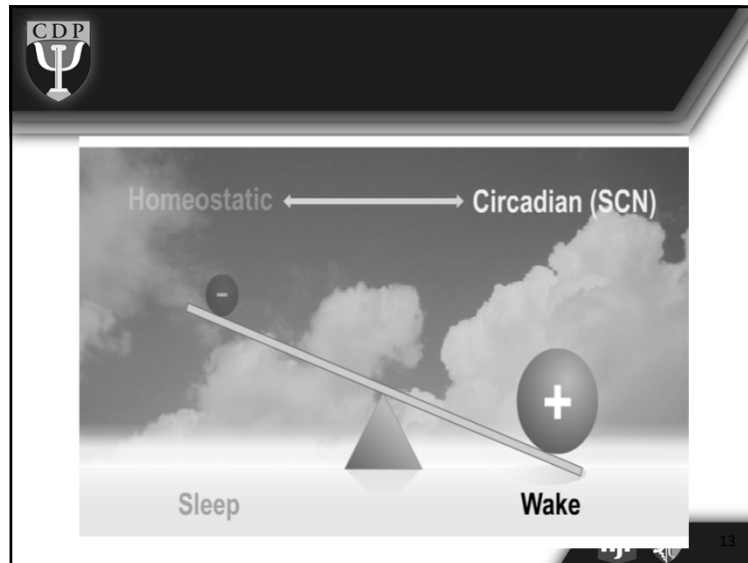 CDP
Homeostatic Circadian (SCN)
-
+
Sleep Wake
13